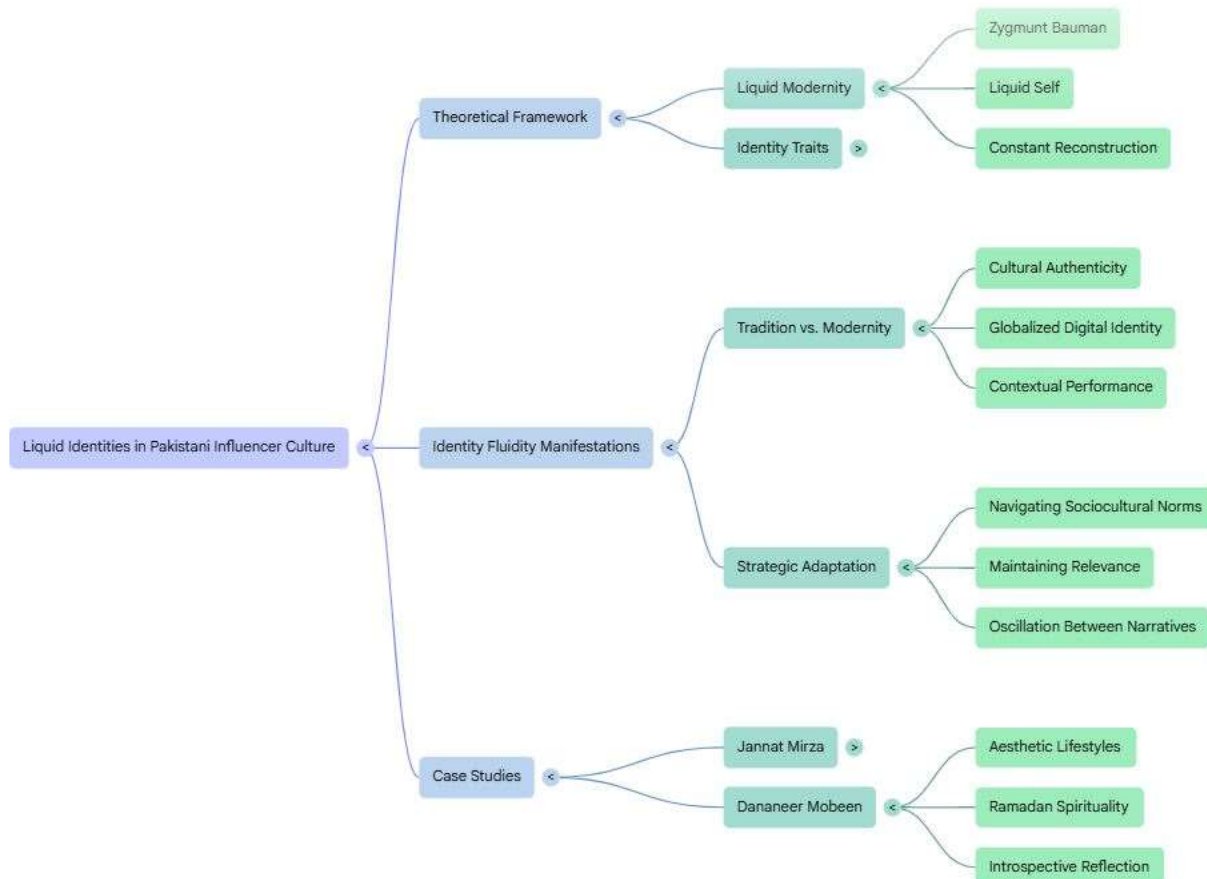 Liquid Identities in Pakistani Influencer Culture
<
Theoretical Framework
<
Liquid Modernity
<
Zygmunt Bauman
Liquid Self
Constant Reconstruction
Identity Traits
>
Identity Fluidity Manifestations
<
Tradition vs. Modernity
<
Cultural Authenticity
Globalized Digital Identity
Contextual Performance
Strategic Adaptation
<
Navigating Sociocultural Norms
Maintaining Relevance
Oscillation Between Narratives
Case Studies
<
Jannat Mirza
>
Dananeer Mobeen
<
Aesthetic Lifestyles
Ramadan Spirituality
Introspective Reflection